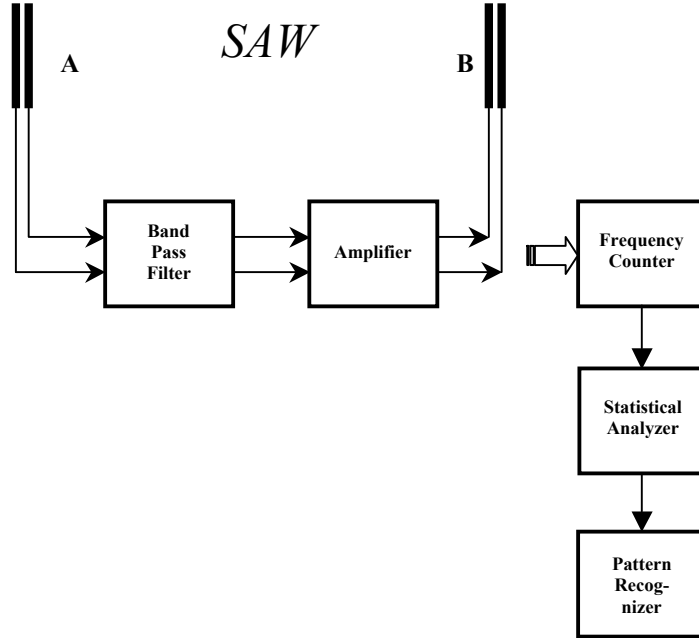 SAW
A
B
Band
Pass
Filter
Amplifier
Frequency
Counter
Statistical
Analyzer
Pattern
Recog-
nizer